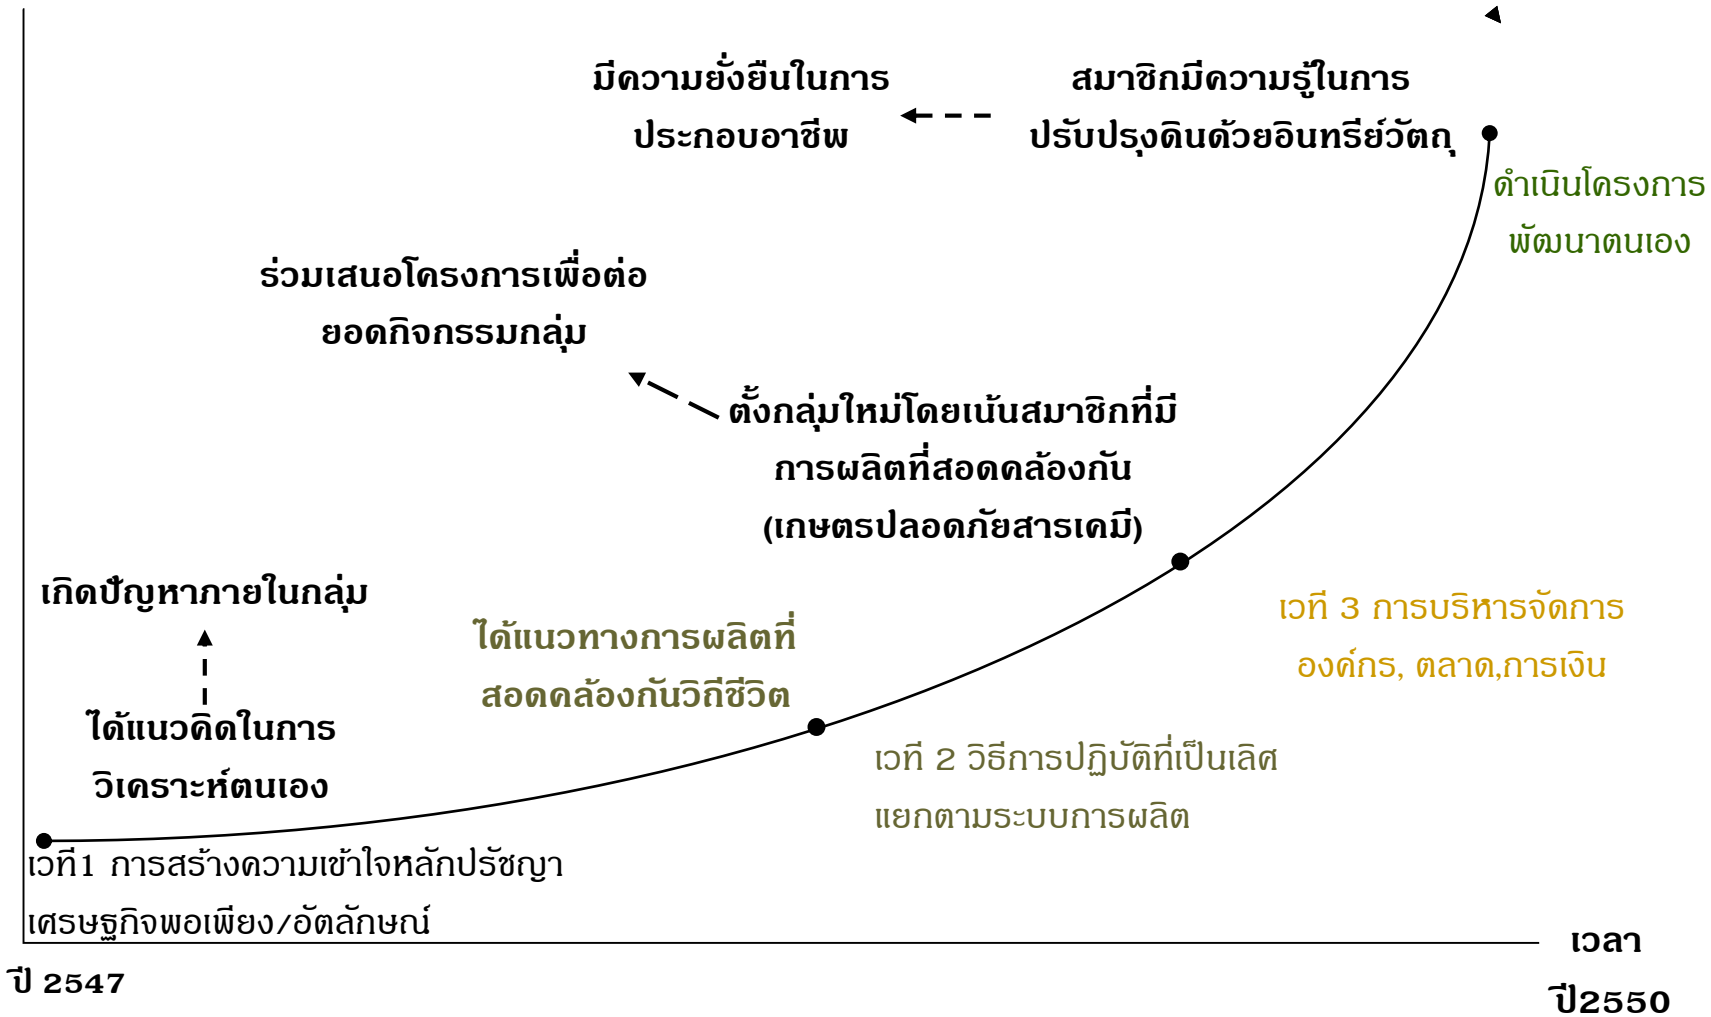 มีความยั่งยืนในการ
ประกอบอาชีพ
สมาชิกมีความรู้ในการ
ปรับปรุงดินด้วยอินทรีย์วัตถุ
ดำเนินโครงการ
พัฒนาตนเอง
ร่วมเสนอโครงการเพื่อต่อ
ยอดกิจกรรมกลุ่ม
ตั้งกลุ่มใหม่โดยเน้นสมาชิกที่มี
การผลิตที่สอดคล้องกัน
(เกษตรปลอดภัยสารเคมี)
เกิดปัญหาภายในกลุ่ม
ได้แนวคิดในการ
วิเคราะห์ตนเอง
ได้แนวทางการผลิตที่
สอดคล้องกับวิถีชีวิต
เวที 3 การบริหารจัดการ
องค์กร, ตลาด,การเงิน
เวที 2 วิธีการปฏิบัติที่เป็นเลิศ
แยกตามระบบการผลิต
เวที1 การสร้างความเข้าใจหลักปรัชญา
เศรษฐกิจพอเพียง/อัตลักษณ์
เวลา
ปี 2547
ปี2550